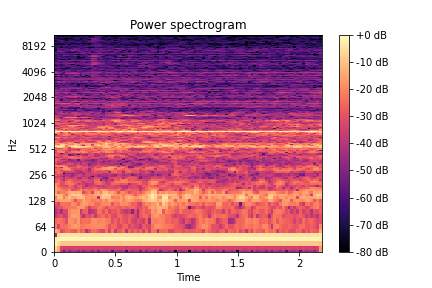 Power spectrogram
8192
4096
2048
1024
512
256
128
64
0
Hz
0
0.5
1
1.5
2
Time
+0 dB
-10 dB
-20 dB
-30 dB
-40 dB
-50 dB
-60 dB
-70 dB
-80 dB